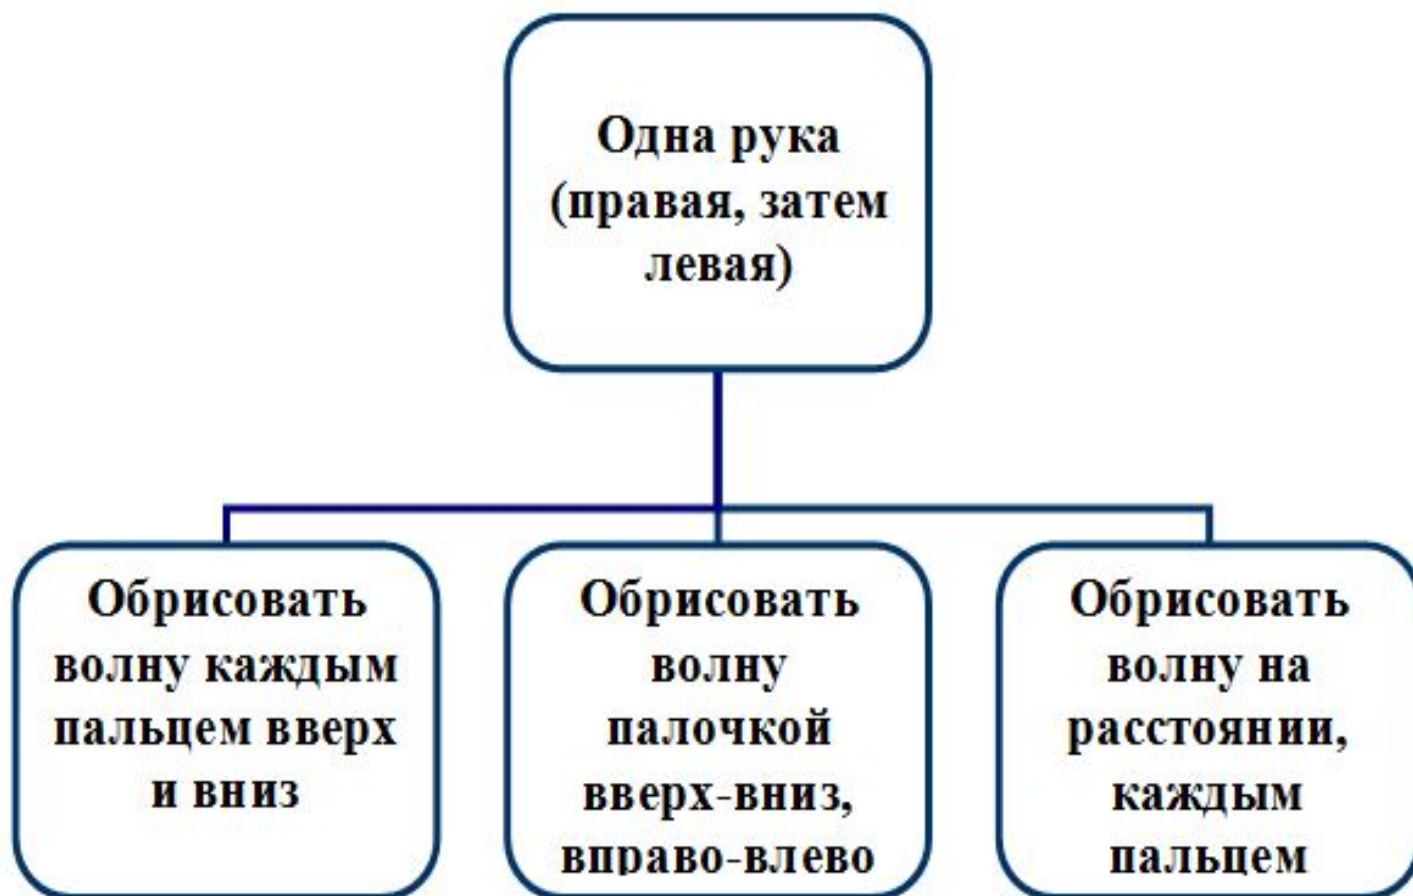 Одна рука
(правая, затем
левая)
Обрисовать
волну каждым
пальцем вверх
и вниз
Обрисовать
волну
палочкой
вверх-вниз,
вправо-влево
Обрисовать
волну на
расстоянии,
каждым
пальцем